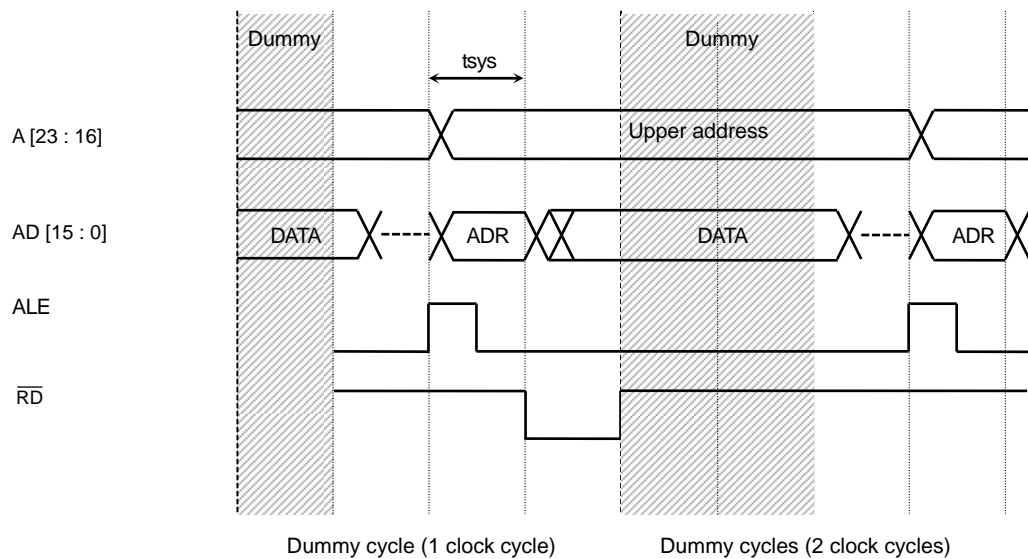 Dummy Dummy
tsys
A [23 : 16] Upper address
AD [15 : 0] DATA ADR DATA ADR
ALE
RD
Dummy cycle (1 clock cycle) Dummy cycles (2 clock cycles)